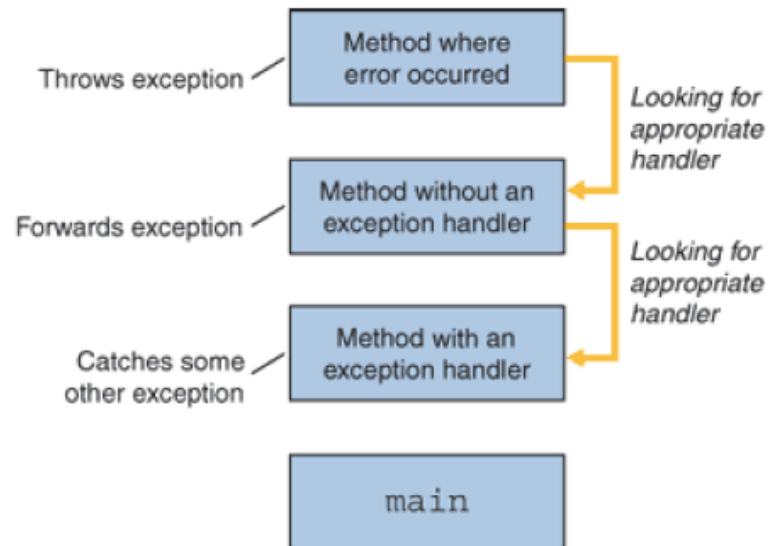 Method where
error occurred
Throws exception
Looking for
appropriate
handler
Method without an
exception handler
Forwards exception
Looking for
appropriate
handler
Method with an
exception handler
Catches some
other exception
main